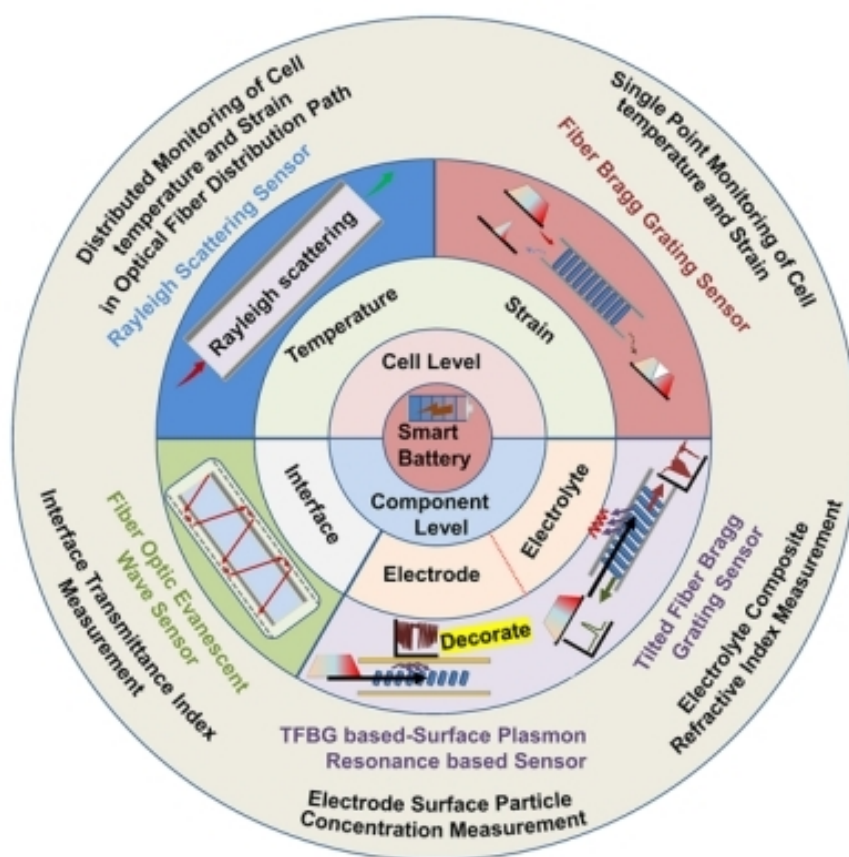 Distributed Monitoring of Cell
temperature and Strain
in Optical Fiber Distribution Path
Rayleigh Scattering Sensor
Single Point Monitoring of Cell
temperature and Strain
Fiber Bragg Grating Sensor
Rayleigh scattering
Temperature
Strain
Cell Level
Smart
Battery
Component
Level
Interface
Electrode
Electrolyte
Decorate
Fiber Optic Evanescent
Wave Sensor
Interface Transmittance Index
Measurement
Tilted Fiber Bragg
Grating Sensor
Electrolyte Composite
Refractive Index Measurement
TFBG based-Surface Plasmon
Resonance based Sensor
Electrode Surface Particle
Concentration Measurement